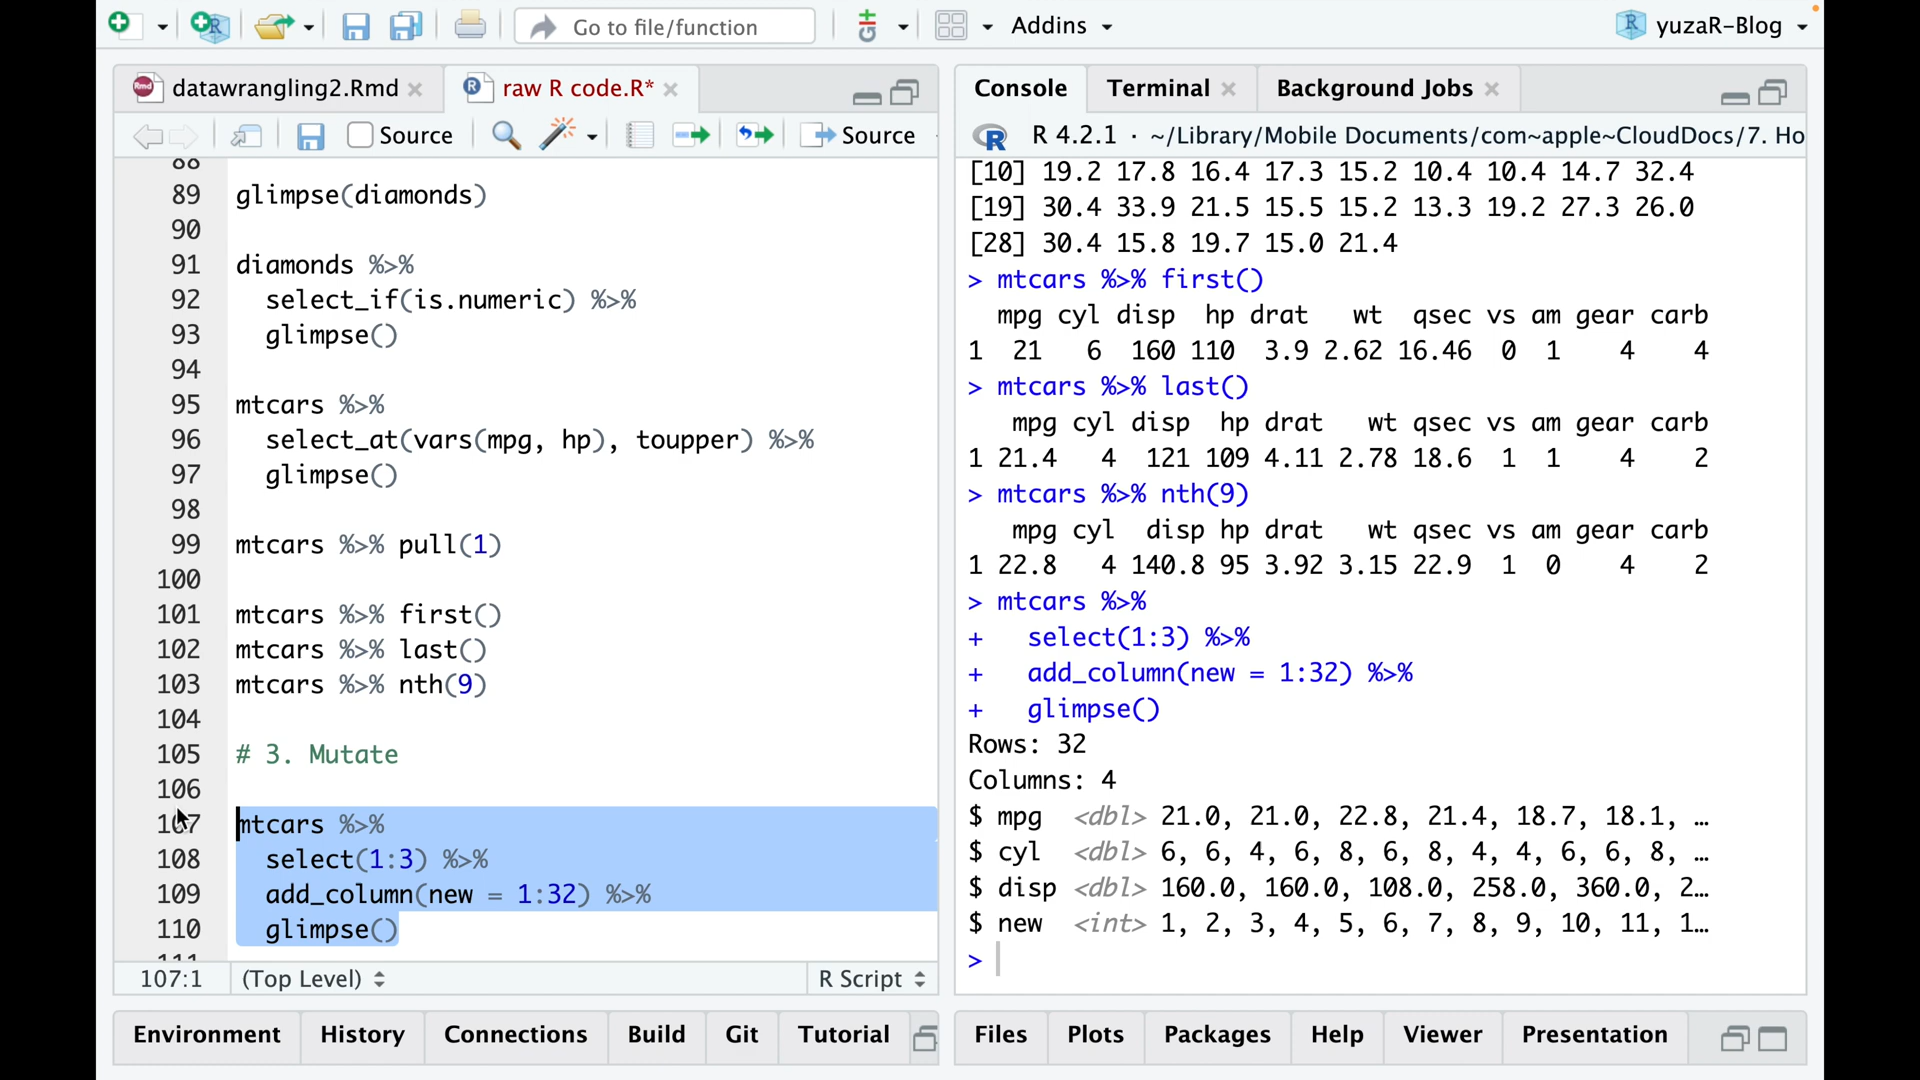 Go to file/function
Addins
yuzaR-Blog
datawrangling2.Rmd
raw R code.R*
Source
Source
88
89 glimpse(diamonds)
90
91 diamonds %>%
92 select_if(is.numeric) %>%
93 glimpse()
94
95 mtcars %>%
96 select_at(vars(mpg, hp), toupper) %>%
97 glimpse()
98
99 mtcars %>% pull(1)
100
101 mtcars %>% first()
102 mtcars %>% last()
103 mtcars %>% nth(9)
104
105 # 3. Mutate
106
107 mtcars %>%
108 select(1:3) %>%
109 add_column(new = 1:32) %>%
110 glimpse()
111
107:1 (Top Level) R Script
Environment History Connections Build Git Tutorial
Console Terminal Background Jobs
R 4.2.1 · ~/Library/Mobile Documents/com~apple~CloudDocs/7. Ho
[10] 19.2 17.8 16.4 17.3 15.2 10.4 10.4 14.7 32.4
[19] 30.4 33.9 21.5 15.5 15.2 13.3 19.2 27.3 26.0
[28] 30.4 15.8 19.7 15.0 21.4
> mtcars %>% first()
mpg cyl disp hp drat wt qsec vs am gear carb
1 21 6 160 110 3.9 2.62 16.46 0 1 4 4
> mtcars %>% last()
mpg cyl disp hp drat wt qsec vs am gear carb
1 21.4 4 121 109 4.11 2.78 18.6 1 1 4 2
> mtcars %>% nth(9)
mpg cyl disp hp drat wt qsec vs am gear carb
1 22.8 4 140.8 95 3.92 3.15 22.9 1 0 4 2
> mtcars %>%
+ select(1:3) %>%
+ add_column(new = 1:32) %>%
+ glimpse()
Rows: 32
Columns: 4
$ mpg <dbl> 21.0, 21.0, 22.8, 21.4, 18.7, 18.1, …
$ cyl <dbl> 6, 6, 4, 6, 8, 6, 8, 4, 4, 6, 6, 8, …
$ disp <dbl> 160.0, 160.0, 108.0, 258.0, 360.0, 2…
$ new <int> 1, 2, 3, 4, 5, 6, 7, 8, 9, 10, 11, 1…
>
Files Plots Packages Help Viewer Presentation